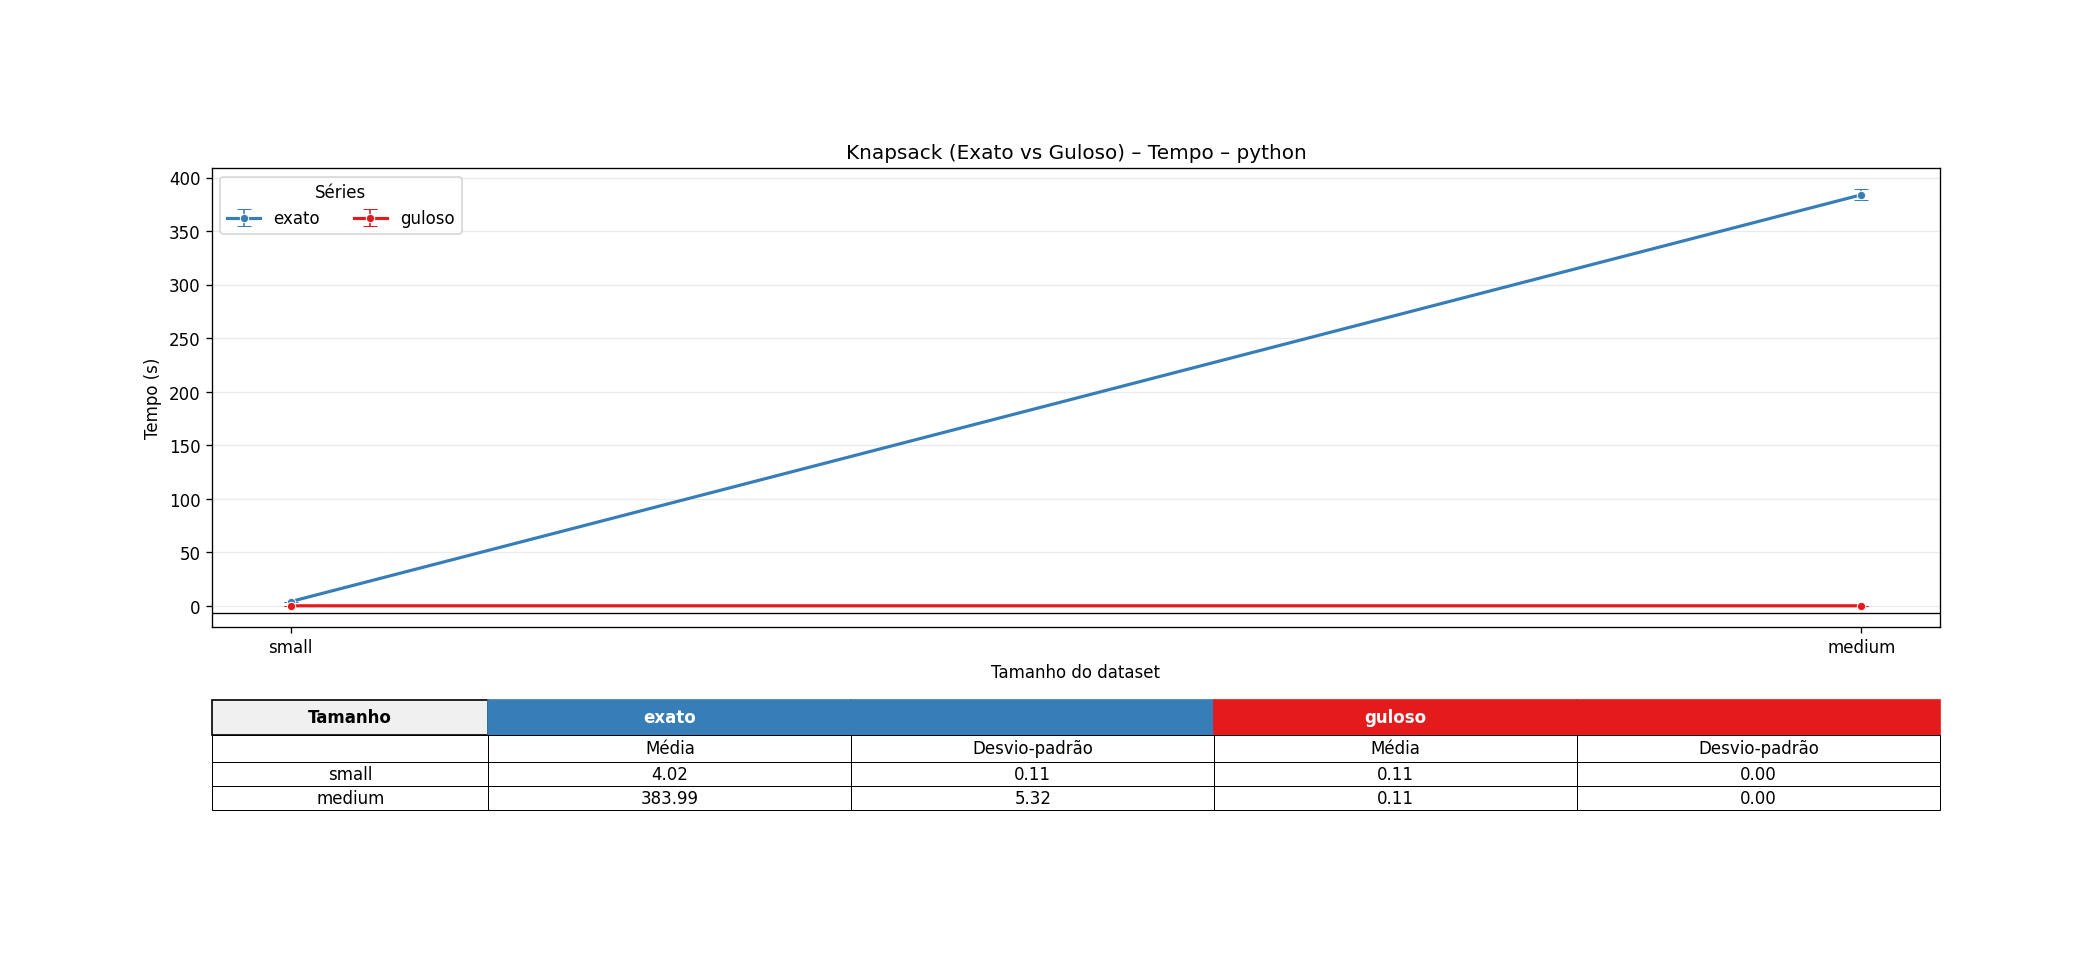 Knapsack (Exato vs Guloso) – Tempo – python
Séries
exato guloso
400
350
300
250
200
150
100
50
0
Tempo (s)
small medium
Tamanho do dataset
Tamanho exato guloso
Média Desvio-padrão Média Desvio-padrão
small 4.02 0.11 0.11 0.00
medium 383.99 5.32 0.11 0.00